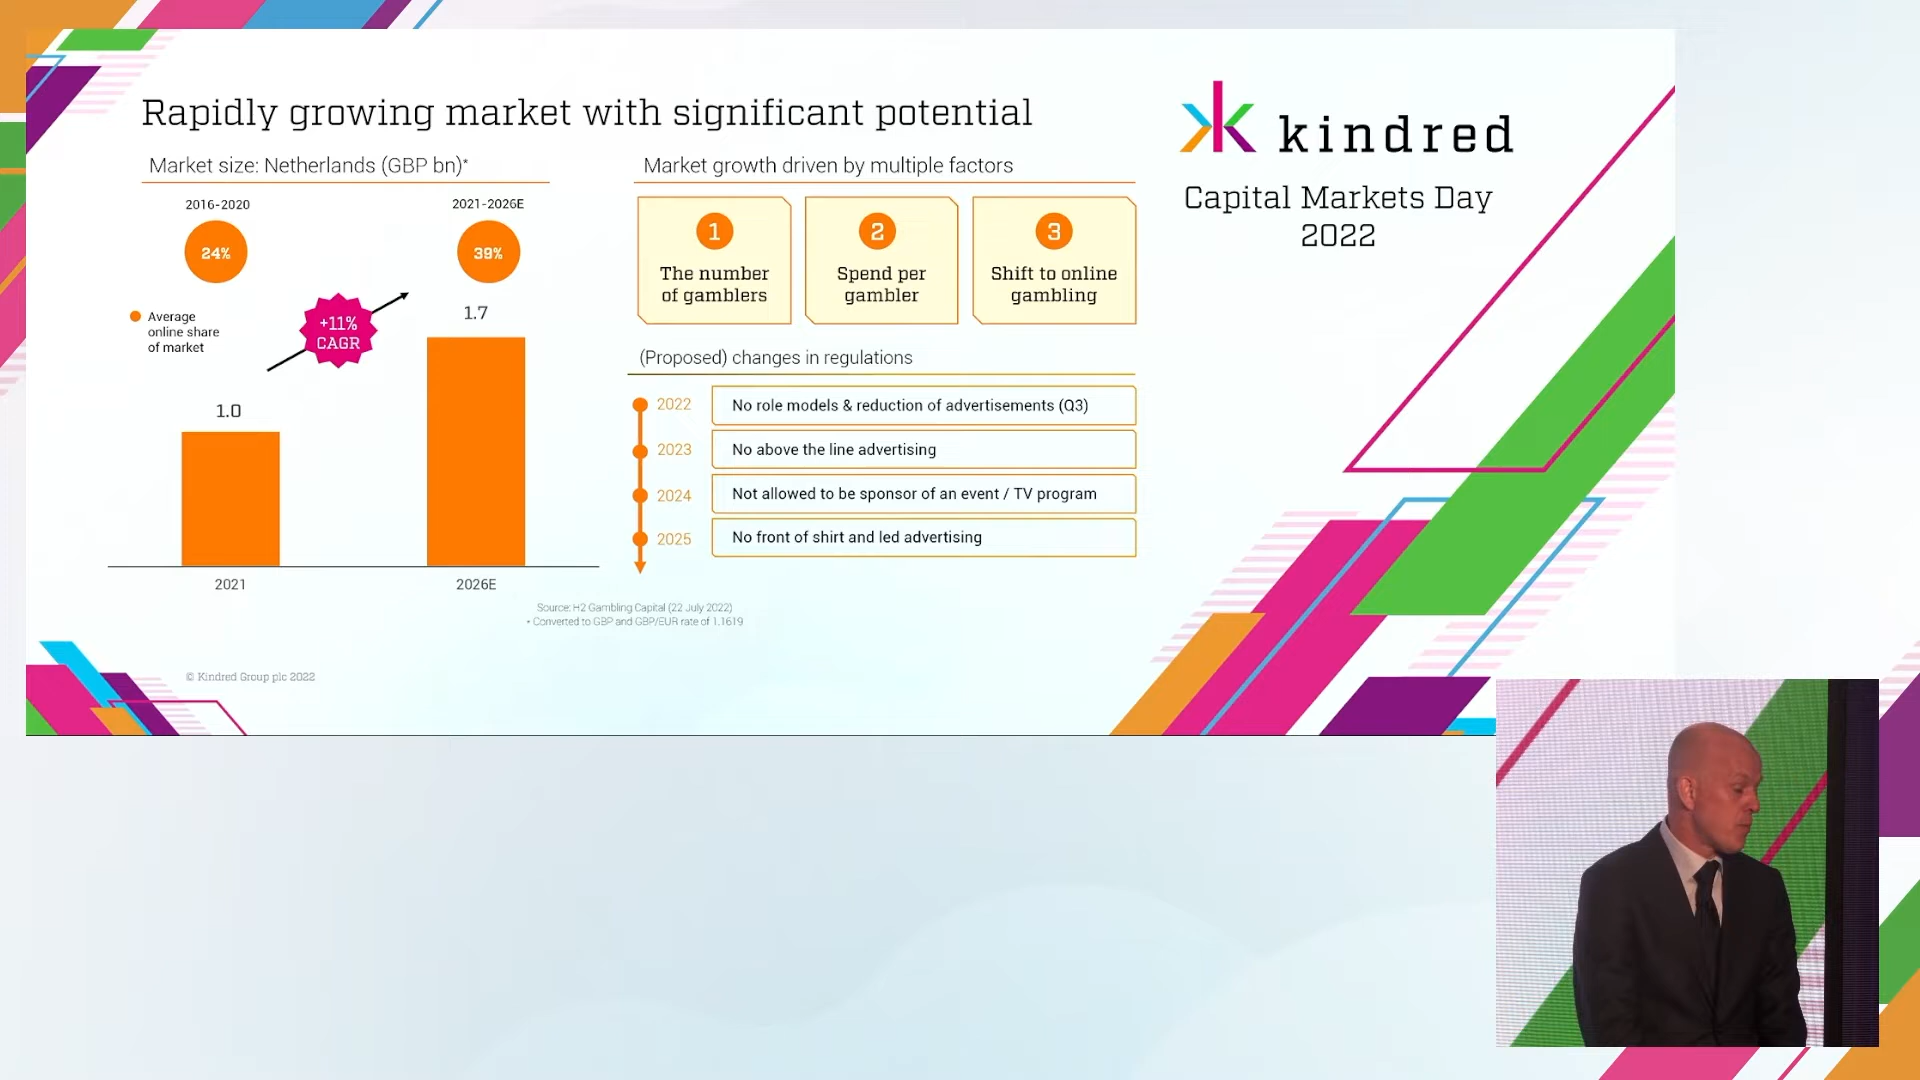 Rapidly growing market with significant potential
Market size: Netherlands (GBP bn)*
2016-2020
2021-2026E
24%
39%
Average
online share
of market
+11%
CAGR
1.0
1.7
2021
2026E
Market growth driven by multiple factors
1
The number
of gamblers
2
Spend per
gambler
3
Shift to online
gambling
(Proposed) changes in regulations
2022
No role models & reduction of advertisements (Q3)
2023
No above the line advertising
2024
Not allowed to be sponsor of an event / TV program
2025
No front of shirt and led advertising
Source: H2 Gambling Capital (22 July 2022)
* Converted to GBP and GBP/EUR rate of 1.1619
© Kindred Group plc 2022
kindred
Capital Markets Day
2022